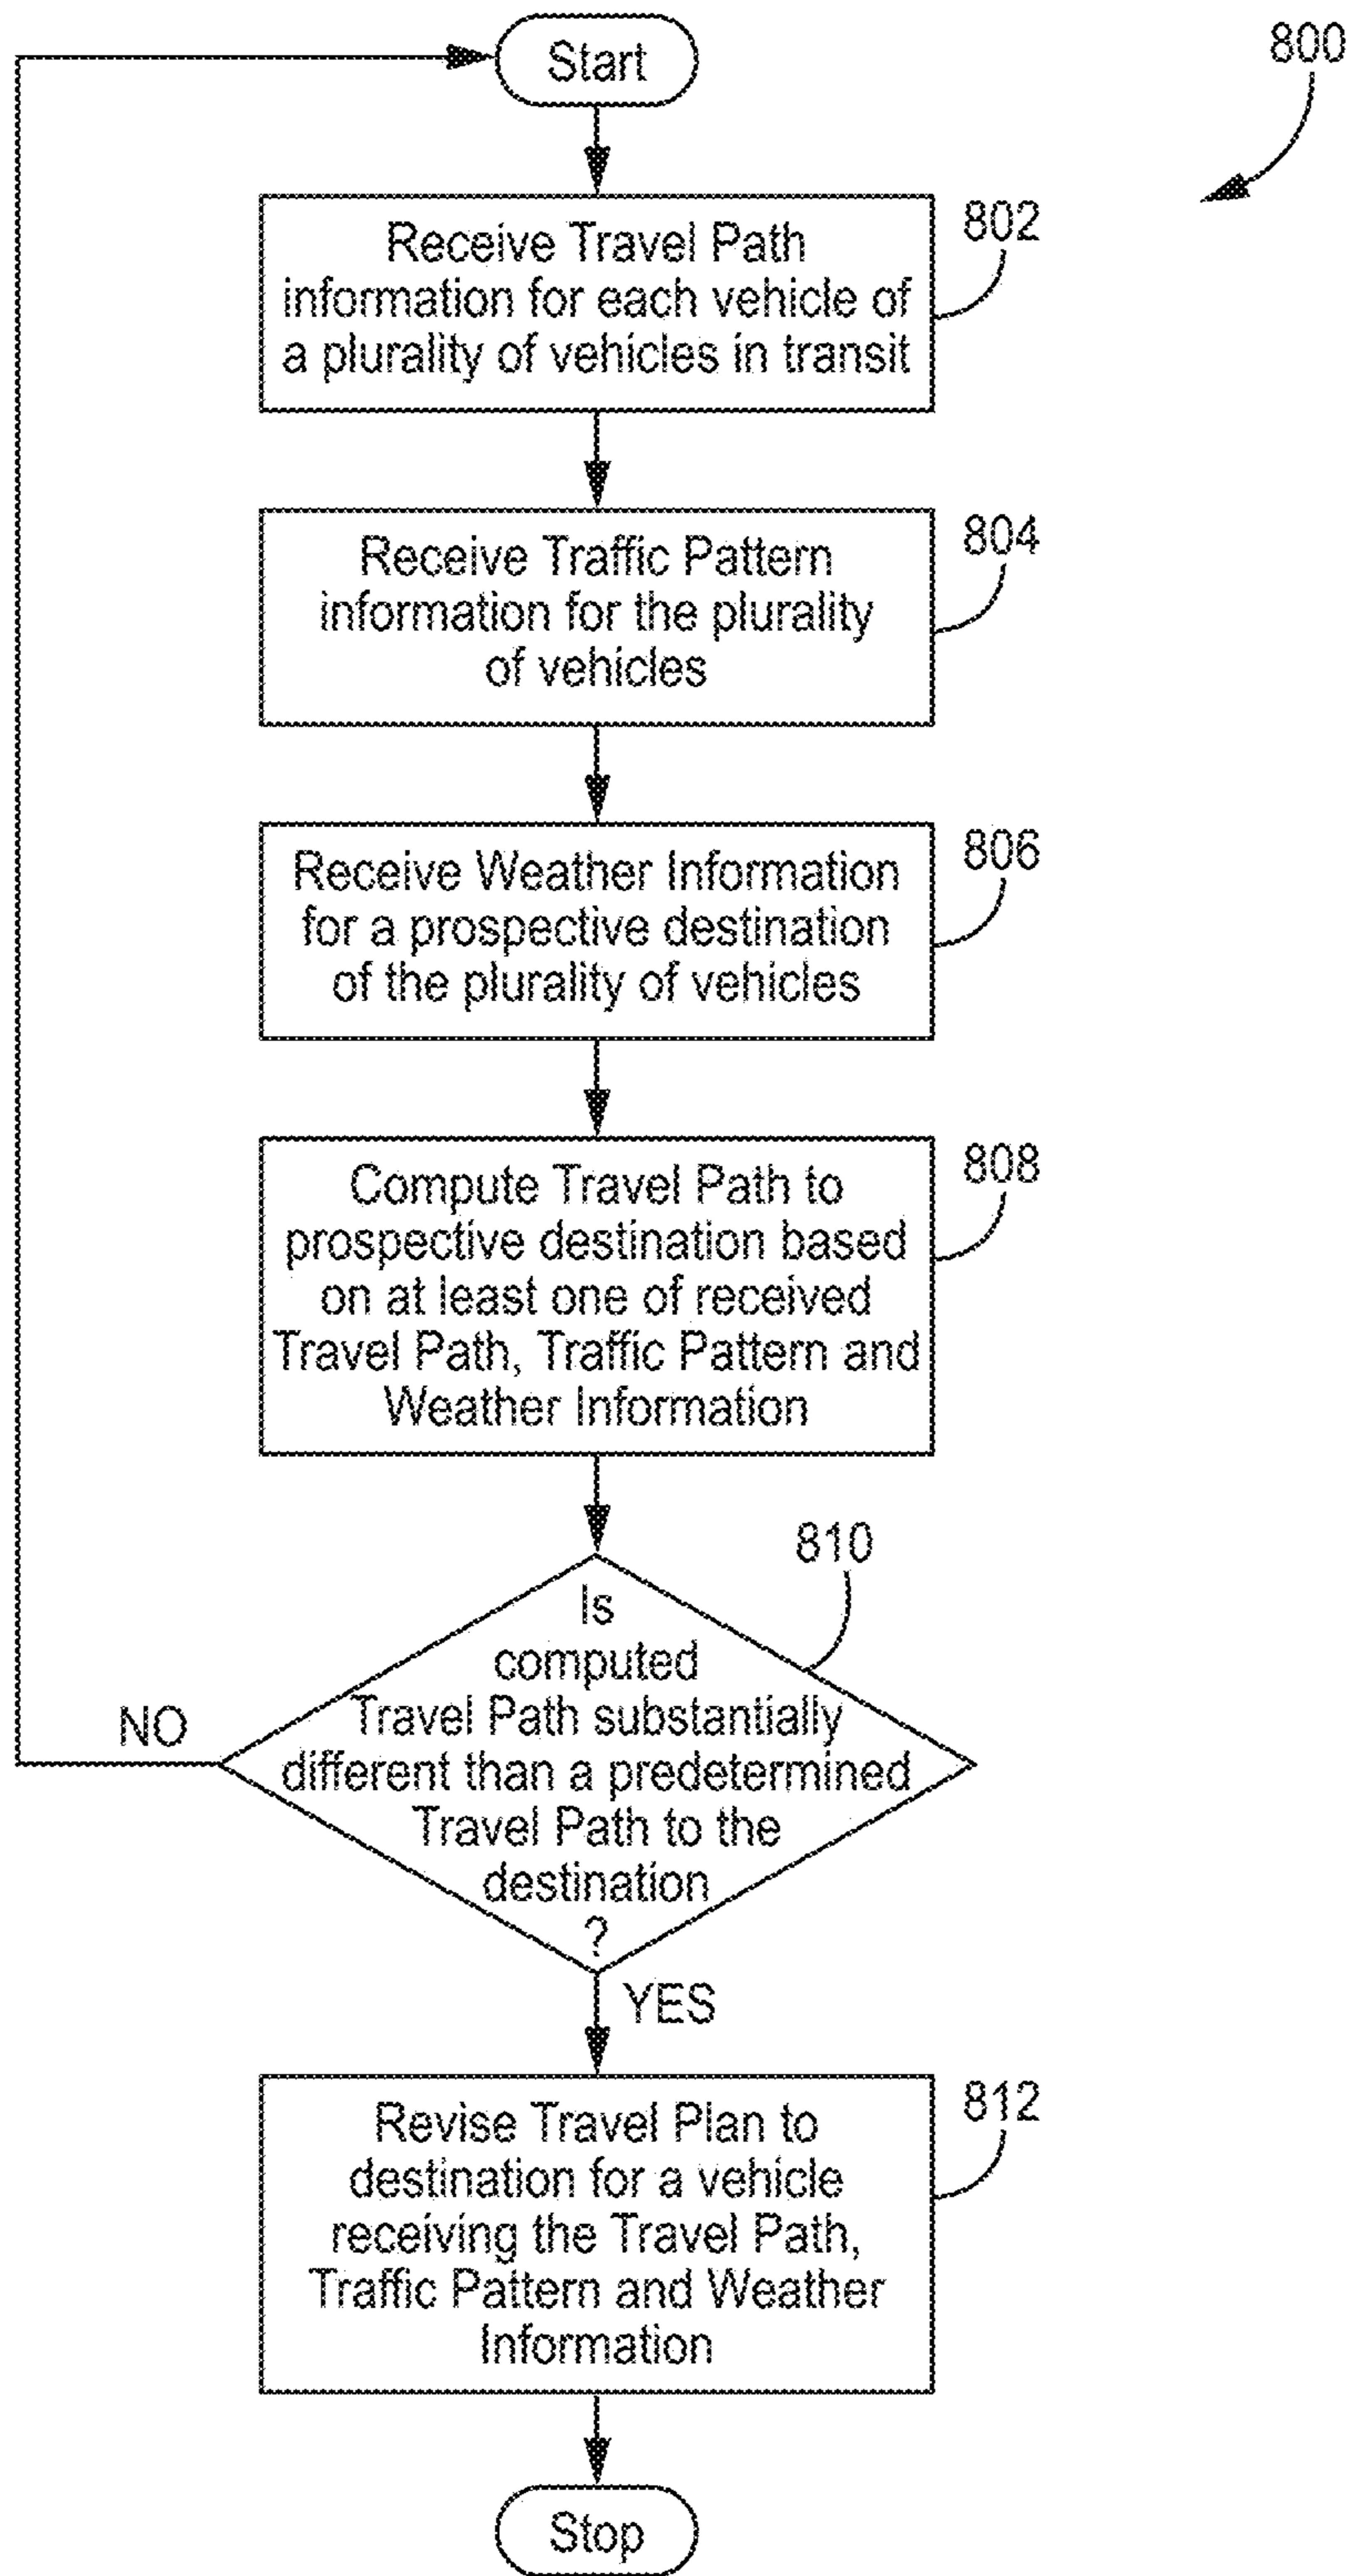 Start
800
Receive Travel Path
information for each vehicle of
a plurality of vehicles in transit
802
Receive Traffic Pattern
information for the plurality
of vehicles
804
Receive Weather Information
for a prospective destination
of the plurality of vehicles
806
Compute Travel Path to
prospective destination based
on at least one of received
Travel Path, Traffic Pattern and
Weather Information
808
810
Is
computed
Travel Path substantially
different than a predetermined
Travel Path to the
destination
?
NO
YES
Revise Travel Plan to
destination for a vehicle
receiving the Travel Path,
Traffic Pattern and Weather
Information
812
Stop